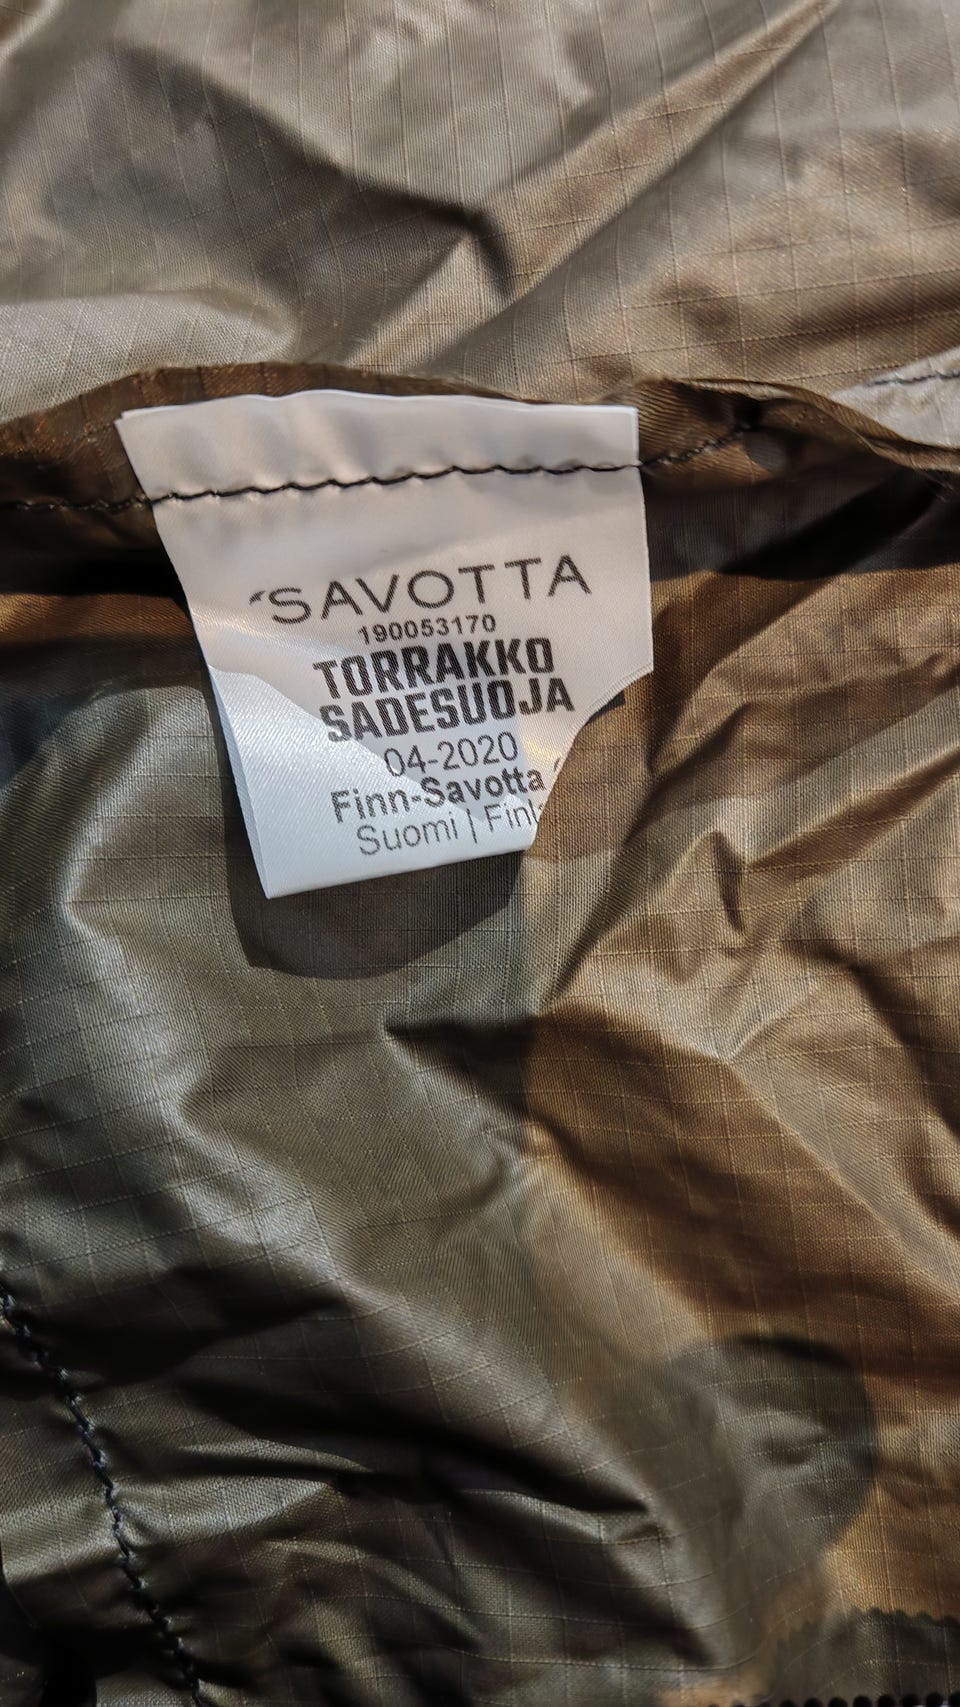 SAVOTTA
190053170
TORRAKKO
SADESUOJA
04-2020
Finn-Savotta
Suomi |